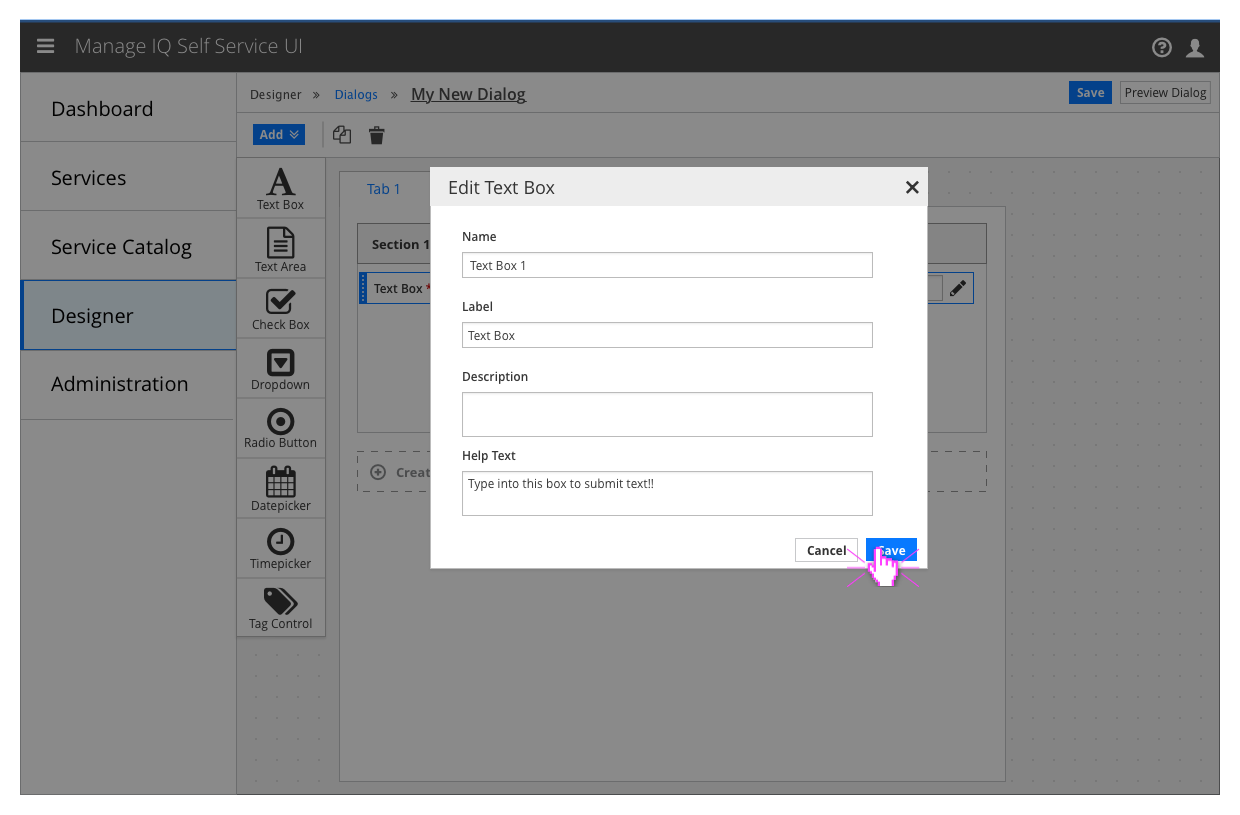 Manage IQ Self Service UI
Dashboard
Services
Service Catalog
Designer
Administration
Designer » Dialogs » My New Dialog
Save
Preview Dialog
Add
Text Box
Text Area
Check Box
Dropdown
Radio Button
Datepicker
Timepicker
Tag Control
Tab 1
Section 1
Text Box *
Creat
Edit Text Box
Name
Text Box 1
Label
Text Box
Description
Help Text
Type into this box to submit text!!
Cancel
Save